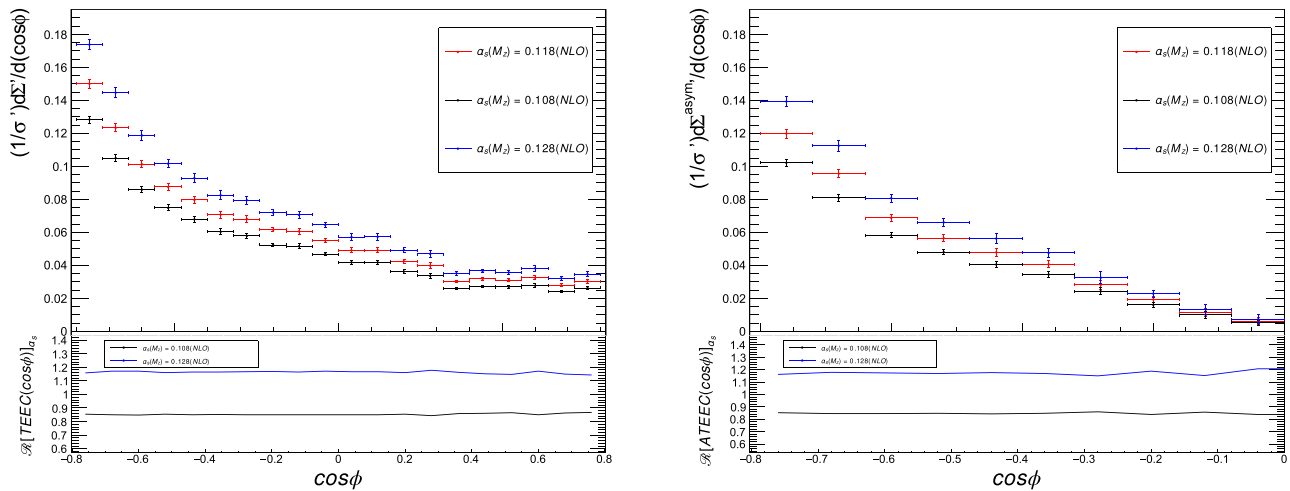 (1/σ ')dΣ'/d(cosϕ)
0.18
0.16
0.14
0.12
0.1
0.08
0.06
0.04
0.02
0
αs(Mz) = 0.118(NLO)
αs(Mz) = 0.108(NLO)
αs(Mz) = 0.128(NLO)
ℛ[TEEC(cosϕ)]αs
1.4
1.3
1.2
1.1
1
0.9
0.8
0.7
0.6
αs(Mz) = 0.108(NLO)
αs(Mz) = 0.128(NLO)
−0.8 −0.6 −0.4 −0.2 0 0.2 0.4 0.6 0.8
cosϕ
(1/σ ')dΣasym'/d(cosϕ)
0.18
0.16
0.14
0.12
0.1
0.08
0.06
0.04
0.02
0
αs(Mz) = 0.118(NLO)
αs(Mz) = 0.108(NLO)
αs(Mz) = 0.128(NLO)
ℛ[ATEEC(cosϕ)]αs
1.4
1.3
1.2
1.1
1
0.9
0.8
0.7
0.6
αs(Mz) = 0.108(NLO)
αs(Mz) = 0.128(NLO)
−0.8 −0.7 −0.6 −0.5 −0.4 −0.3 −0.2 −0.1 0
cosϕ